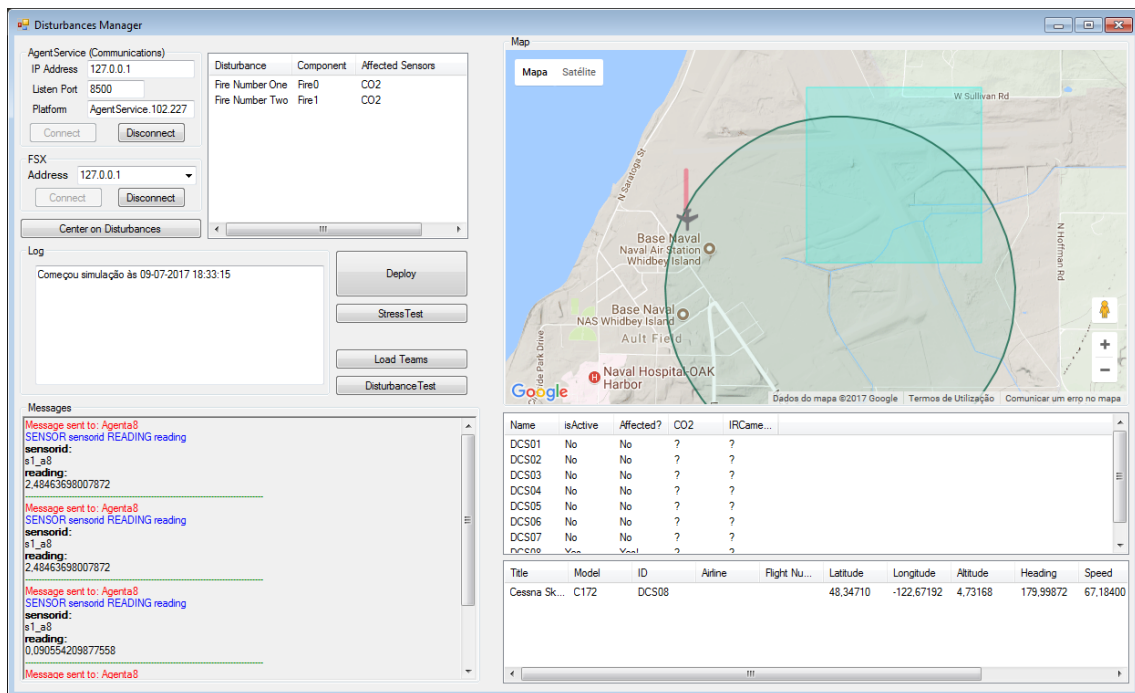 Disturbances Manager
AgentService (Communications)
IP Address 127.0.0.1
Listen Port 8500
Platform AgentService.102.227
Connect Disconnect
FSX
Address 127.0.0.1
Connect Disconnect
Center on Disturbances
Disturbance Component Affected Sensors
Fire Number One Fire0 CO2
Fire Number Two Fire1 CO2
Log
Começou simulação às 09-07-2017 18:33:15
Deploy
StressTest
Load Teams
DisturbanceTest
Messages
Message sent to: Agenta8
SENSOR sensorid READING reading
sensorid:
s1_a8
reading:
2,48463698007872
Message sent to: Agenta8
SENSOR sensorid READING reading
sensorid:
s1_a8
reading:
2,48463698007872
Message sent to: Agenta8
SENSOR sensorid READING reading
sensorid:
s1_a8
reading:
0,090554209877558
Message sent to: Agenta8
Map
Mapa Satélite
W Sullivan Rd
N Saratoga St
Base Naval
Naval Air Station
Whidbey Island
N Hoffman Rd
Base Naval
NAS Whidbey Island
Ault Field
Park Drive
H Naval Hospital-OAK
Harbor
+
−
Google
Dados do mapa ©2017 Google Termos de Utilização Comunicar um erro no mapa
Name isActive Affected? CO2 IRCame...
DCS01 No No ? ?
DCS02 No No ? ?
DCS03 No No ? ?
DCS04 No No ? ?
DCS05 No No ? ?
DCS06 No No ? ?
DCS07 No No ? ?
DCS08 Yes Yes! ? ?
Title Model ID Airline Flight Nu... Latitude Longitude Altitude Heading Speed
Cessna Sk... C172 DCS08 48,34710 -122,67192 4,73168 179,99872 67,18400